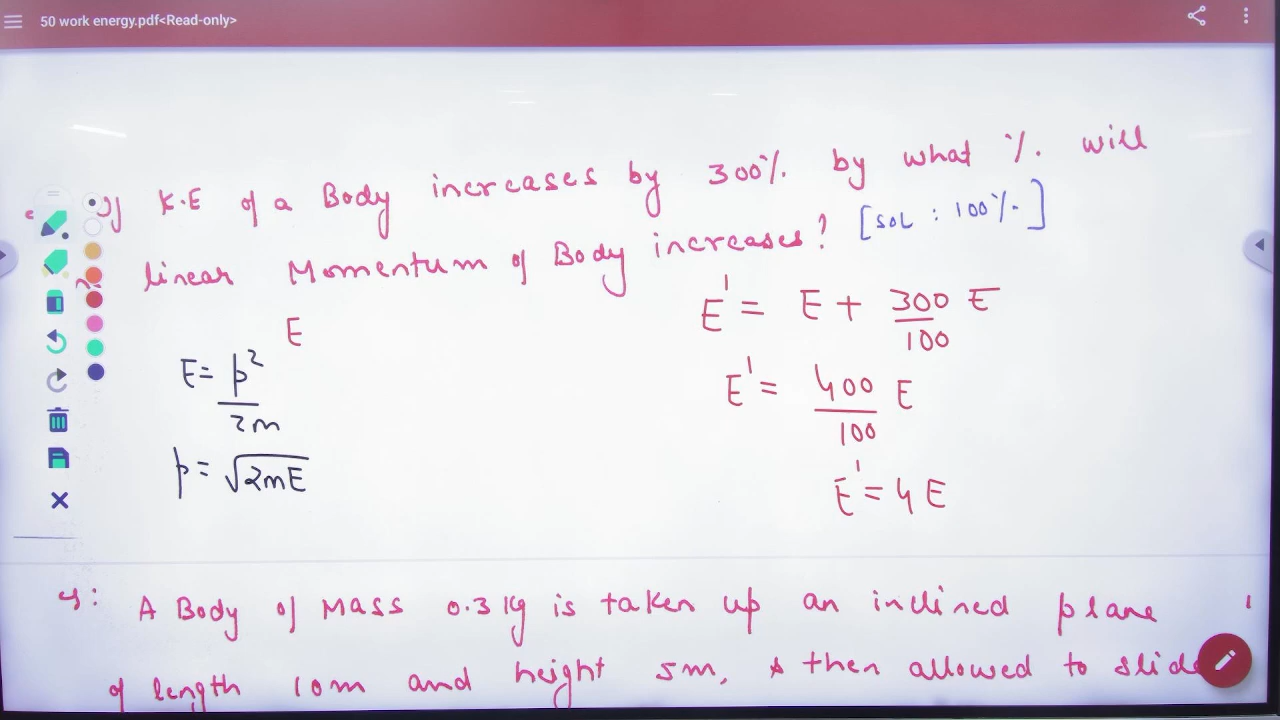 50 work energy.pdf<Read-only>
K.E of a Body increases by 300% by what %. will
linear Momentum of Body increases? [SOL : 100%.]
E
E = p²/2m
p = √2mE
E' = E + 300/100 E
E' = 400/100 E
E' = 4E
4: A Body of Mass 0.3 kg is taken up an inclined plane
of length 10m and height 5m, & then allowed to slide